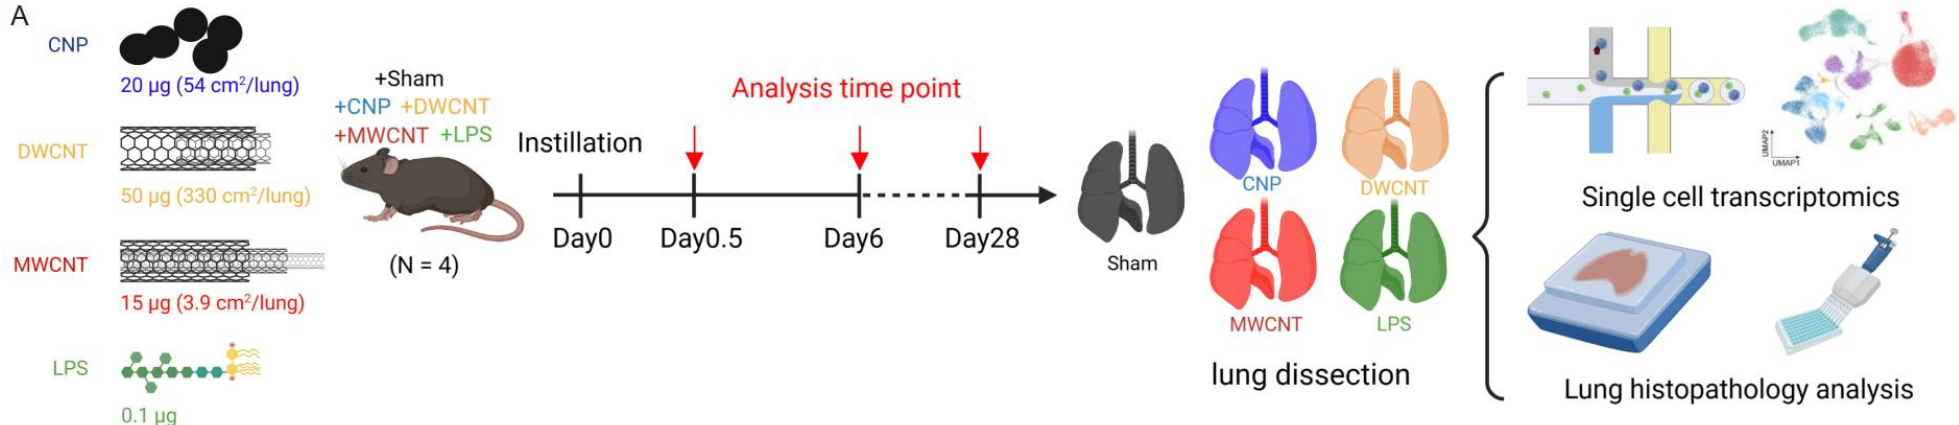 A
CNP
20 µg (54 cm²/lung)
DWCNT
50 µg (330 cm²/lung)
MWCNT
15 µg (3.9 cm²/lung)
LPS
0.1 µg
+Sham
+CNP +DWCNT
+MWCNT +LPS
(N = 4)
Instillation
Analysis time point
Day0 Day0.5 Day6 Day28
Sham
CNP
DWCNT
MWCNT
LPS
lung dissection
UMAP2
UMAP1
Single cell transcriptomics
Lung histopathology analysis